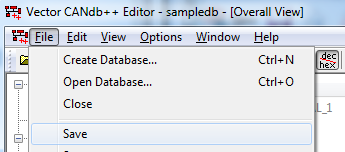 Vector CANdb++ Editor - sampledb - [Overall View]
File Edit View Options Window Help
Create Database... Ctrl+N
Open Database... Ctrl+O
dec
hex
Close
L_1
Save